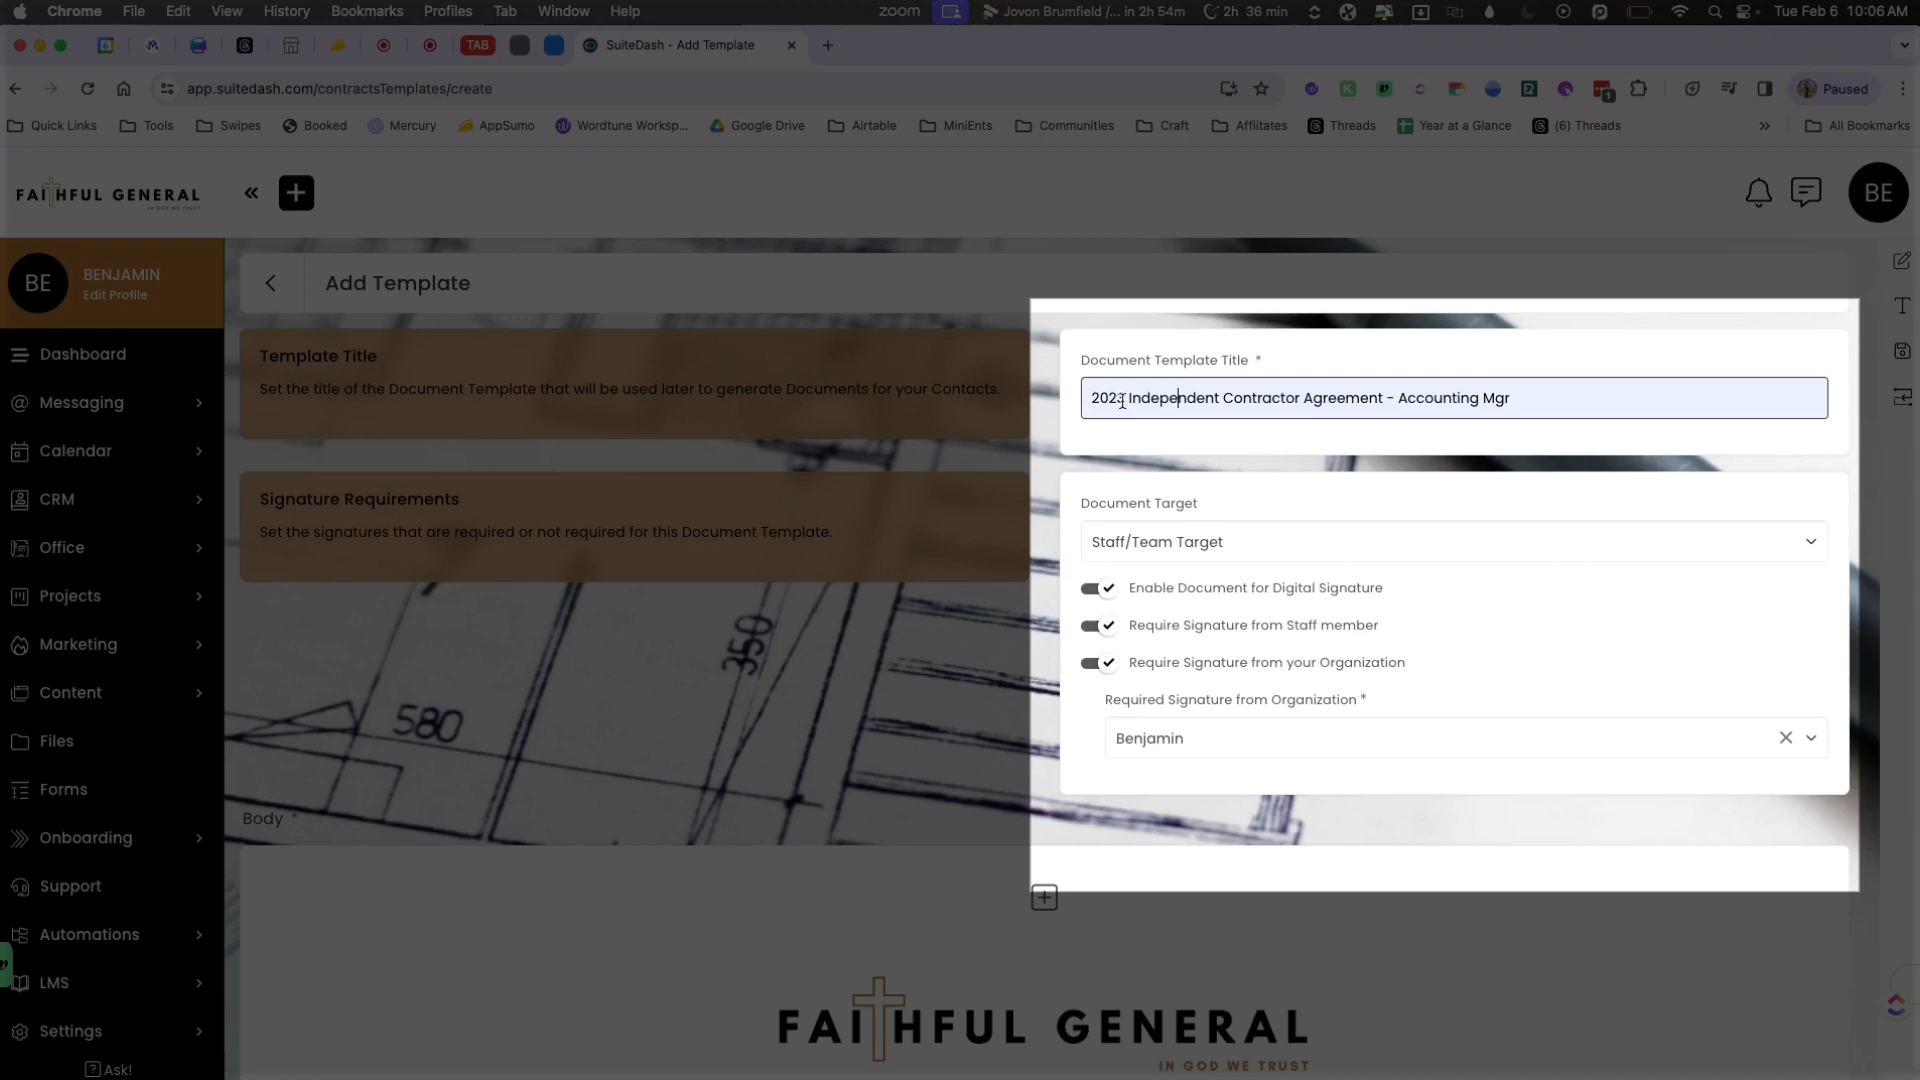 Chrome File Edit View History Bookmarks Profiles Tab Window Help zoom Jovon Brumfield /... in 2h 54m 2h 36 min Tue Feb 6 10:06 AM
TAB SuiteDash - Add Template
app.suitedash.com/contractsTemplates/create 1 Paused
Quick Links Tools Swipes Booked Mercury AppSumo Wordtune Worksp... Google Drive Airtable MiniEnts Communities Craft Afflitates Threads Year at a Glance (6) Threads All Bookmarks
FAITHFUL GENERAL
IN GOD WE TRUST
BE
BE
BENJAMIN
Edit Profile
Dashboard
Messaging
Calendar
CRM
Office
Projects
Marketing
Content
Files
Forms
Onboarding
Support
Automations
LMS
Settings
Ask!
Add Template
Template Title
Set the title of the Document Template that will be used later to generate Documents for your Contacts.
Document Template Title *
Independent Contractor Agreement - Accounting Mgr
Signature Requirements
Set the signatures that are required or not required for this Document Template.
Document Target
Staff/Team Target
Enable Document for Digital Signature
Require Signature from Staff member
Require Signature from your Organization
Required Signature from Organization *
Benjamin
350
580
Body *
FAITHFUL GENERAL
IN GOD WE TRUST